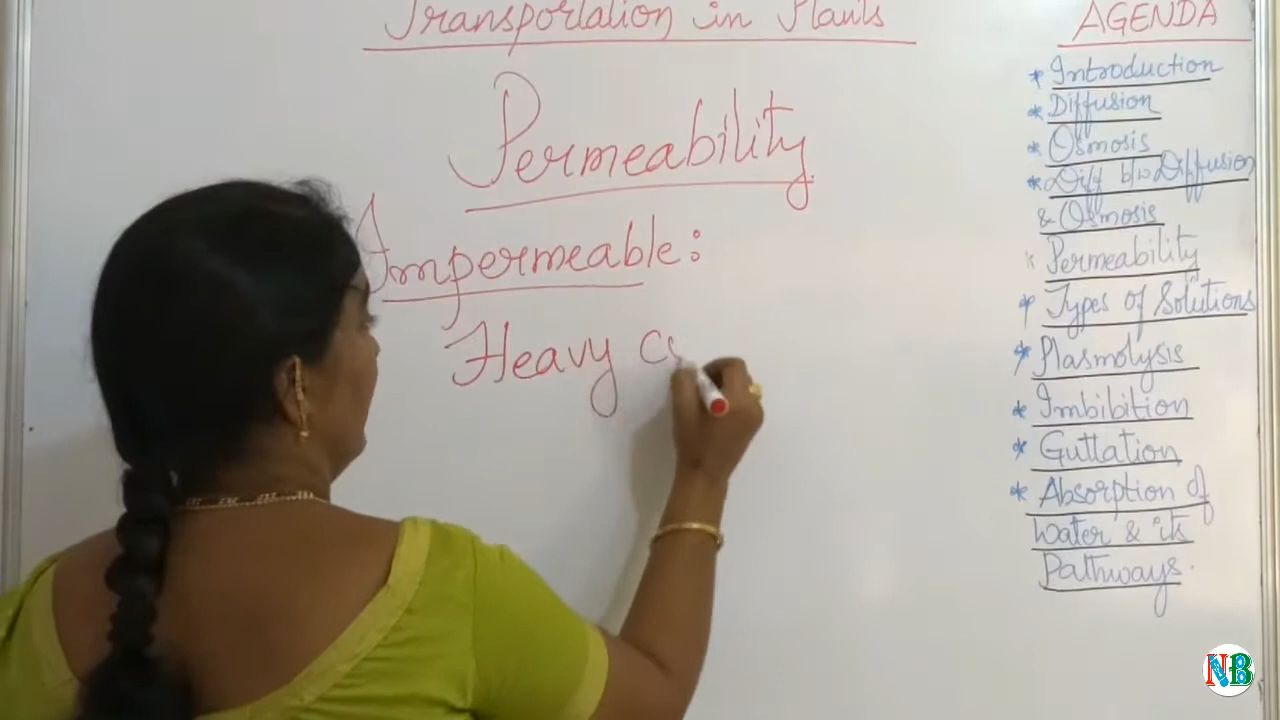 Transportation in Plants
Permeability
Impermeable:
Heavy
AGENDA
* Introduction
* Diffusion
* Osmosis
* Diff b/w Diffusion
& Osmosis
* Permeability
* Types of Solutions
* Plasmolysis
* Imbibition
* Guttation
* Absorption of
Water & its
Pathways.
NB